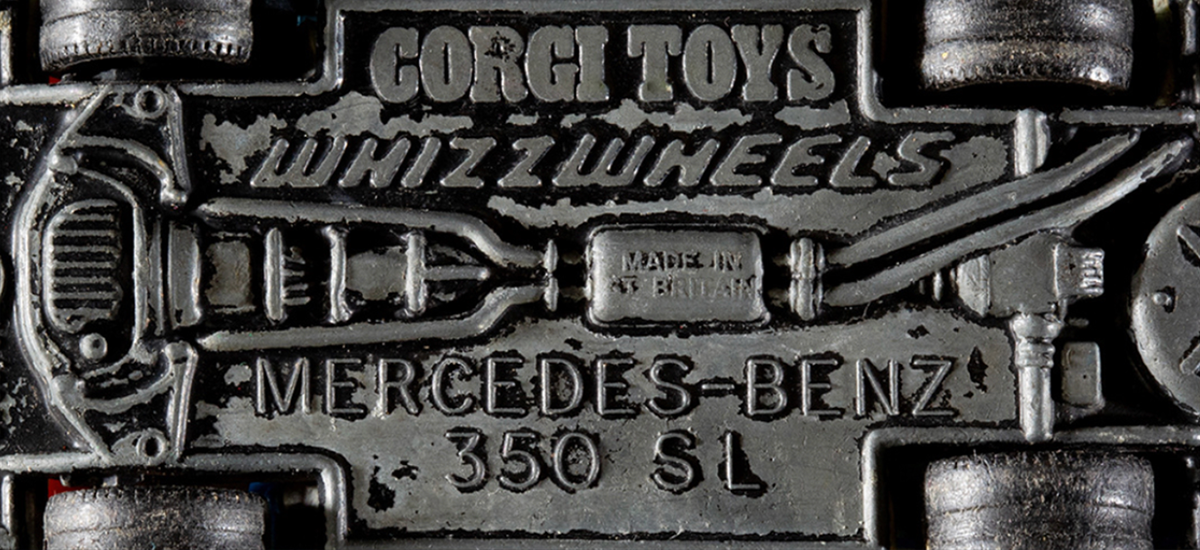 CORGI TOYS
WHIZZWHEELS
MADE IN
GT BRITAIN
MERCEDES-BENZ
350 SL